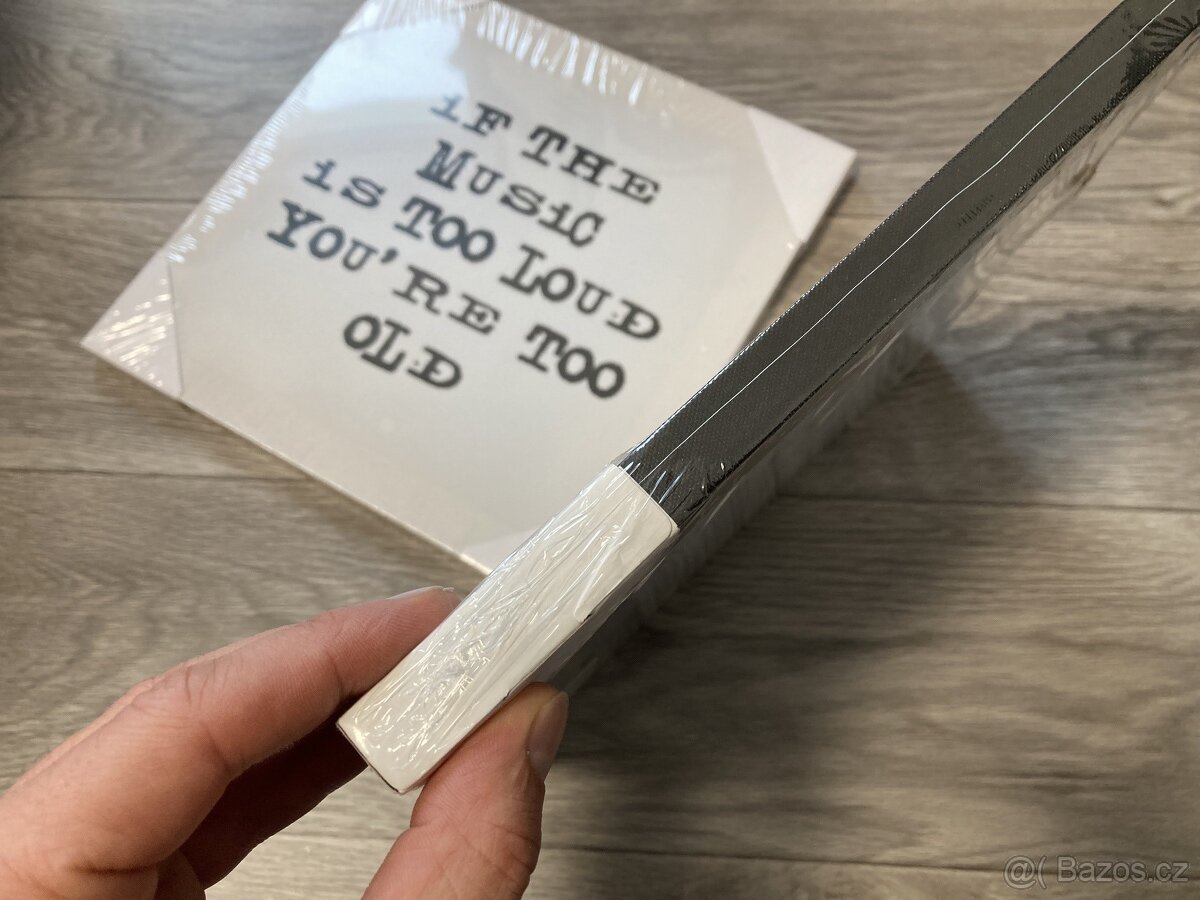 iF THE
MUSiC
is TOO LOUD
YOU'RE TOO
OLD
@( Bazos.cz